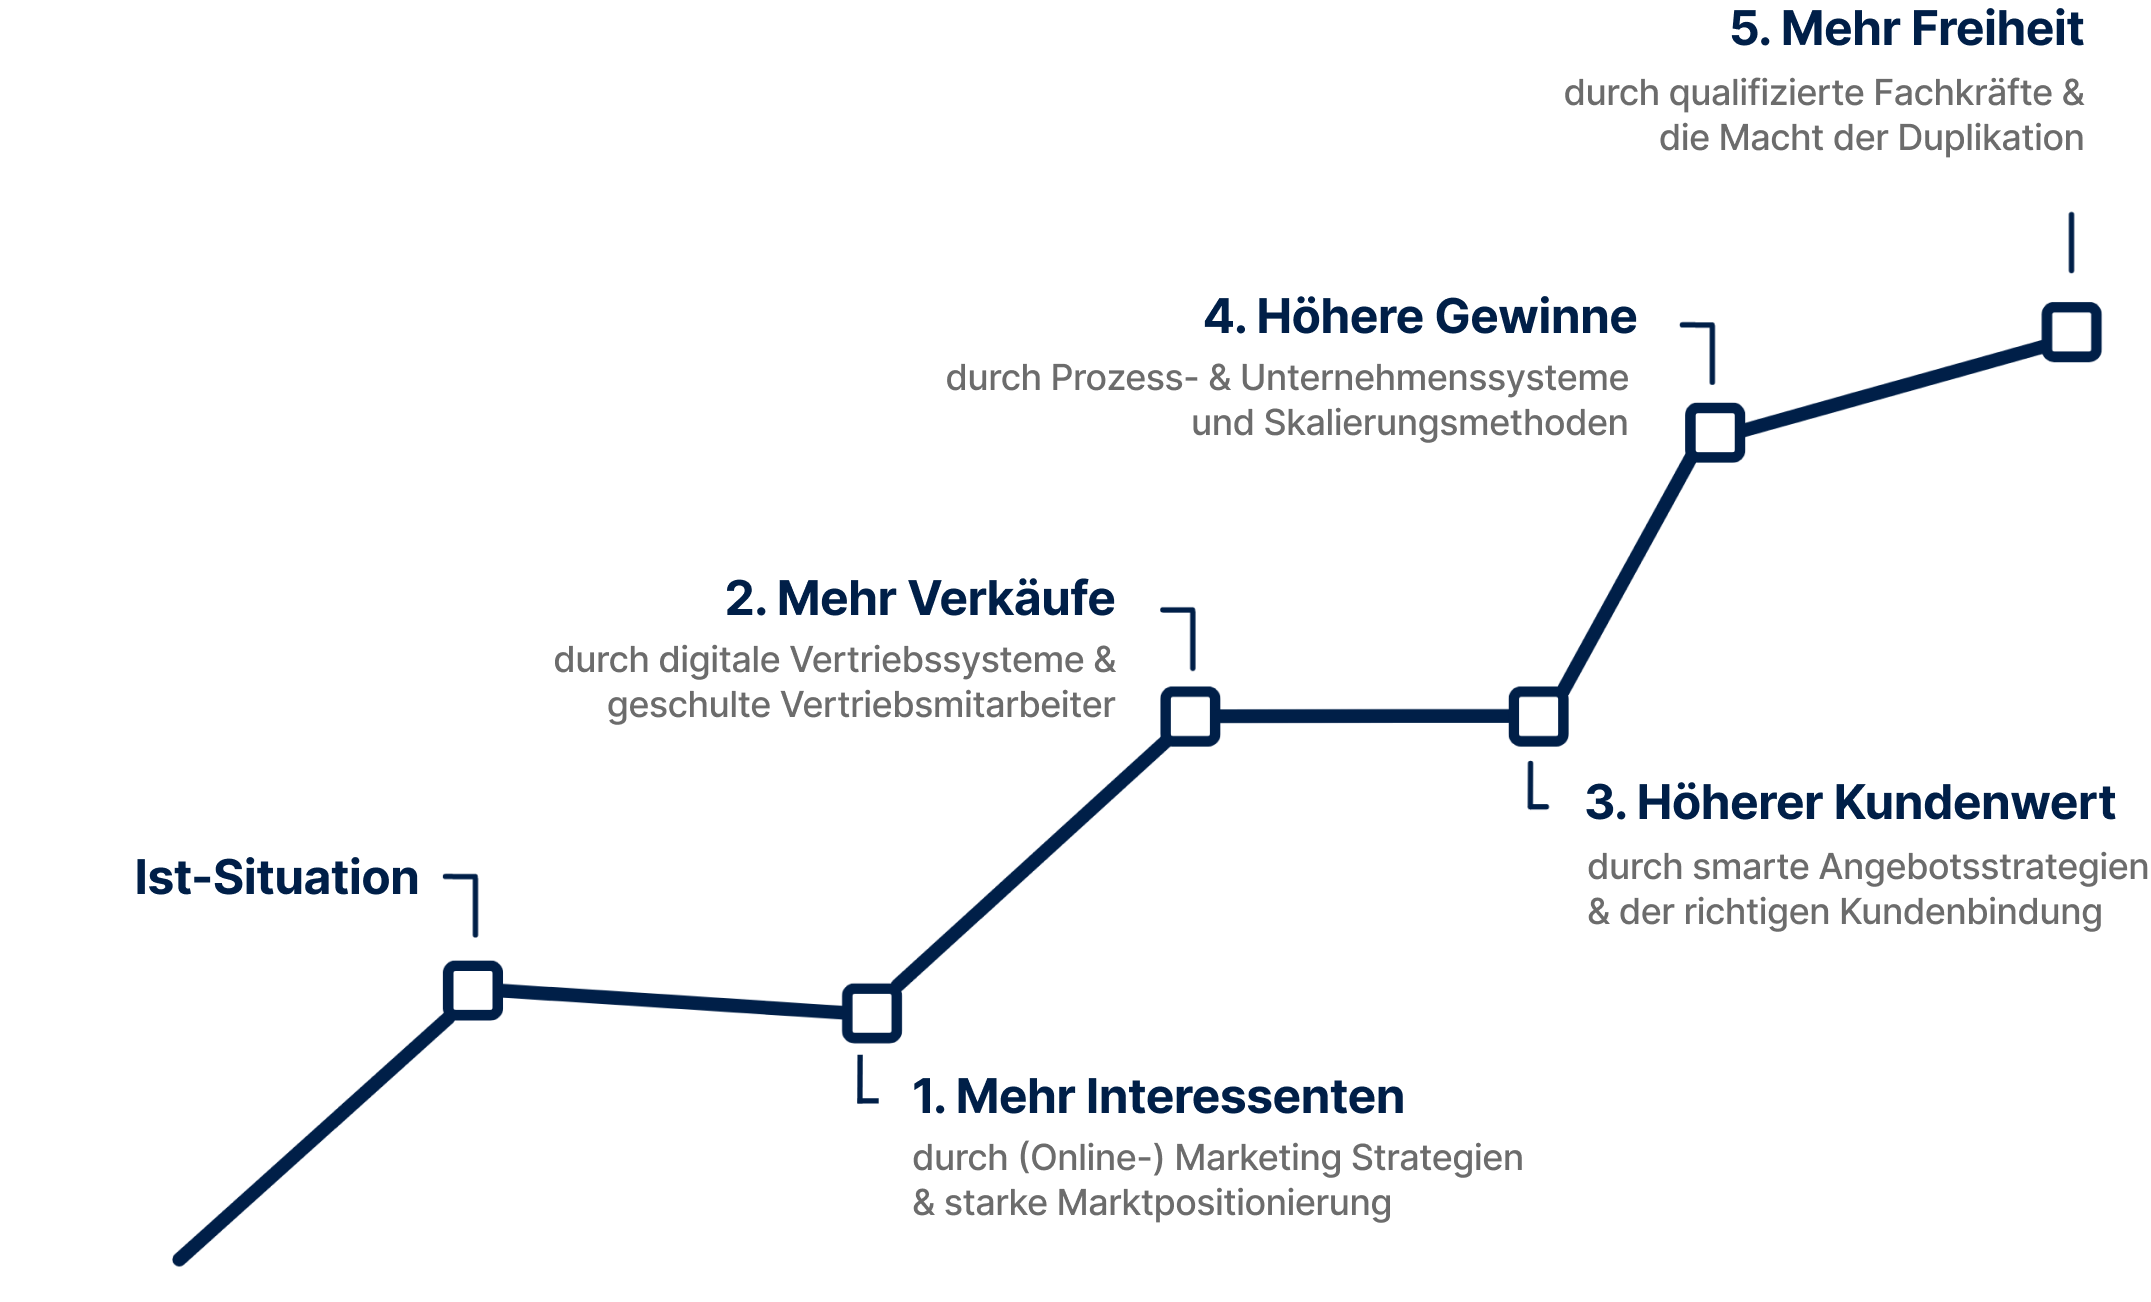 5. Mehr Freiheit
durch qualifizierte Fachkräfte &
die Macht der Duplikation
4. Höhere Gewinne
durch Prozess- & Unternehmenssysteme
und Skalierungsmethoden
2. Mehr Verkäufe
durch digitale Vertriebssysteme &
geschulte Vertriebsmitarbeiter
3. Höherer Kundenwert
durch smarte Angebotsstrategien
& der richtigen Kundenbindung
Ist-Situation
1. Mehr Interessenten
durch (Online-) Marketing Strategien
& starke Marktpositionierung